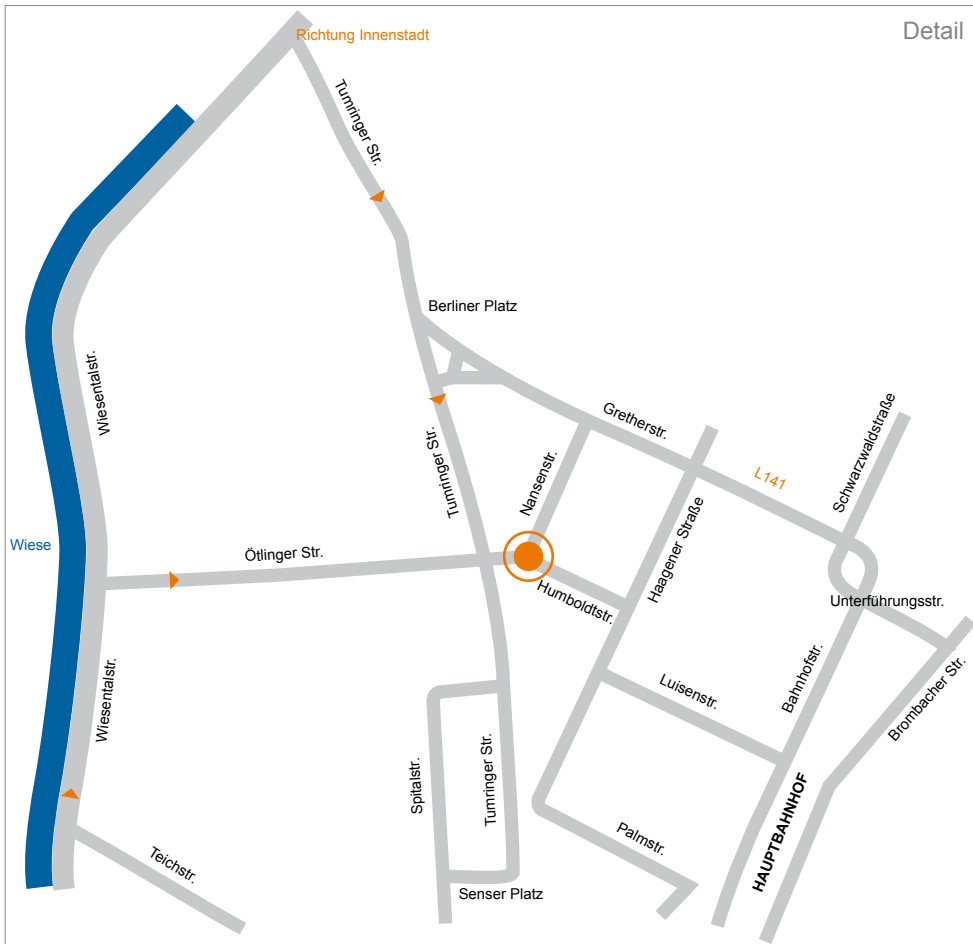 Detail
Richtung Innenstadt
Tumringer Str.
Berliner Platz
Wiesentalstr.
Gretherstr.
Schwarzwaldstraße
Tumringer Str.
L141
Nansenstr.
Haagener Straße
Wiese
Ötlinger Str.
Humboldtstr.
Unterführungsstr.
Wiesentalstr.
Luisenstr.
Bahnhofstr.
Brombacher Str.
Spitalstr.
Tumringer Str.
HAUPTBAHNHOF
Palmstr.
Teichstr.
Senser Platz